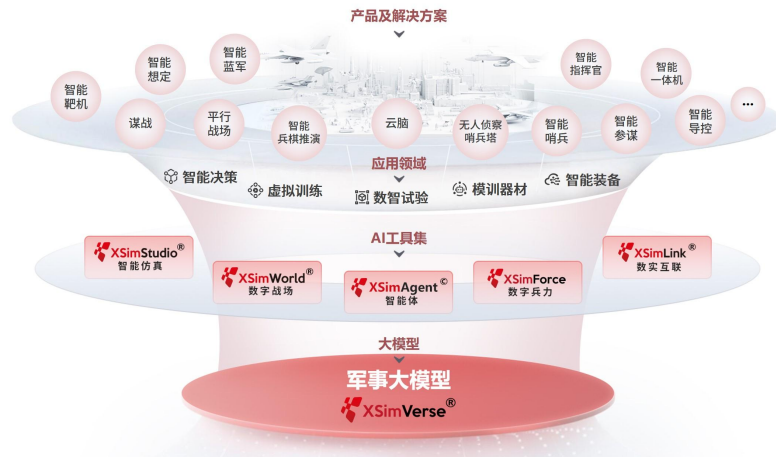 产品及解决方案
智能
靶机
智能
想定
智能
蓝军
智能
指挥官
智能
一体机
...
谋战
平行
战场
智能
兵棋推演
云脑
无人侦察
哨兵塔
智能
哨兵
智能
参谋
智能
导控
应用领域
智能决策
虚拟训练
数智试验
模训器材
智能装备
AI工具集
XSimStudio®
智能仿真
XSimWorld®
数字战场
XSimAgent©
智能体
XSimForce
数字兵力
XSimLink®
数实互联
大模型
军事大模型
XSimVerse®